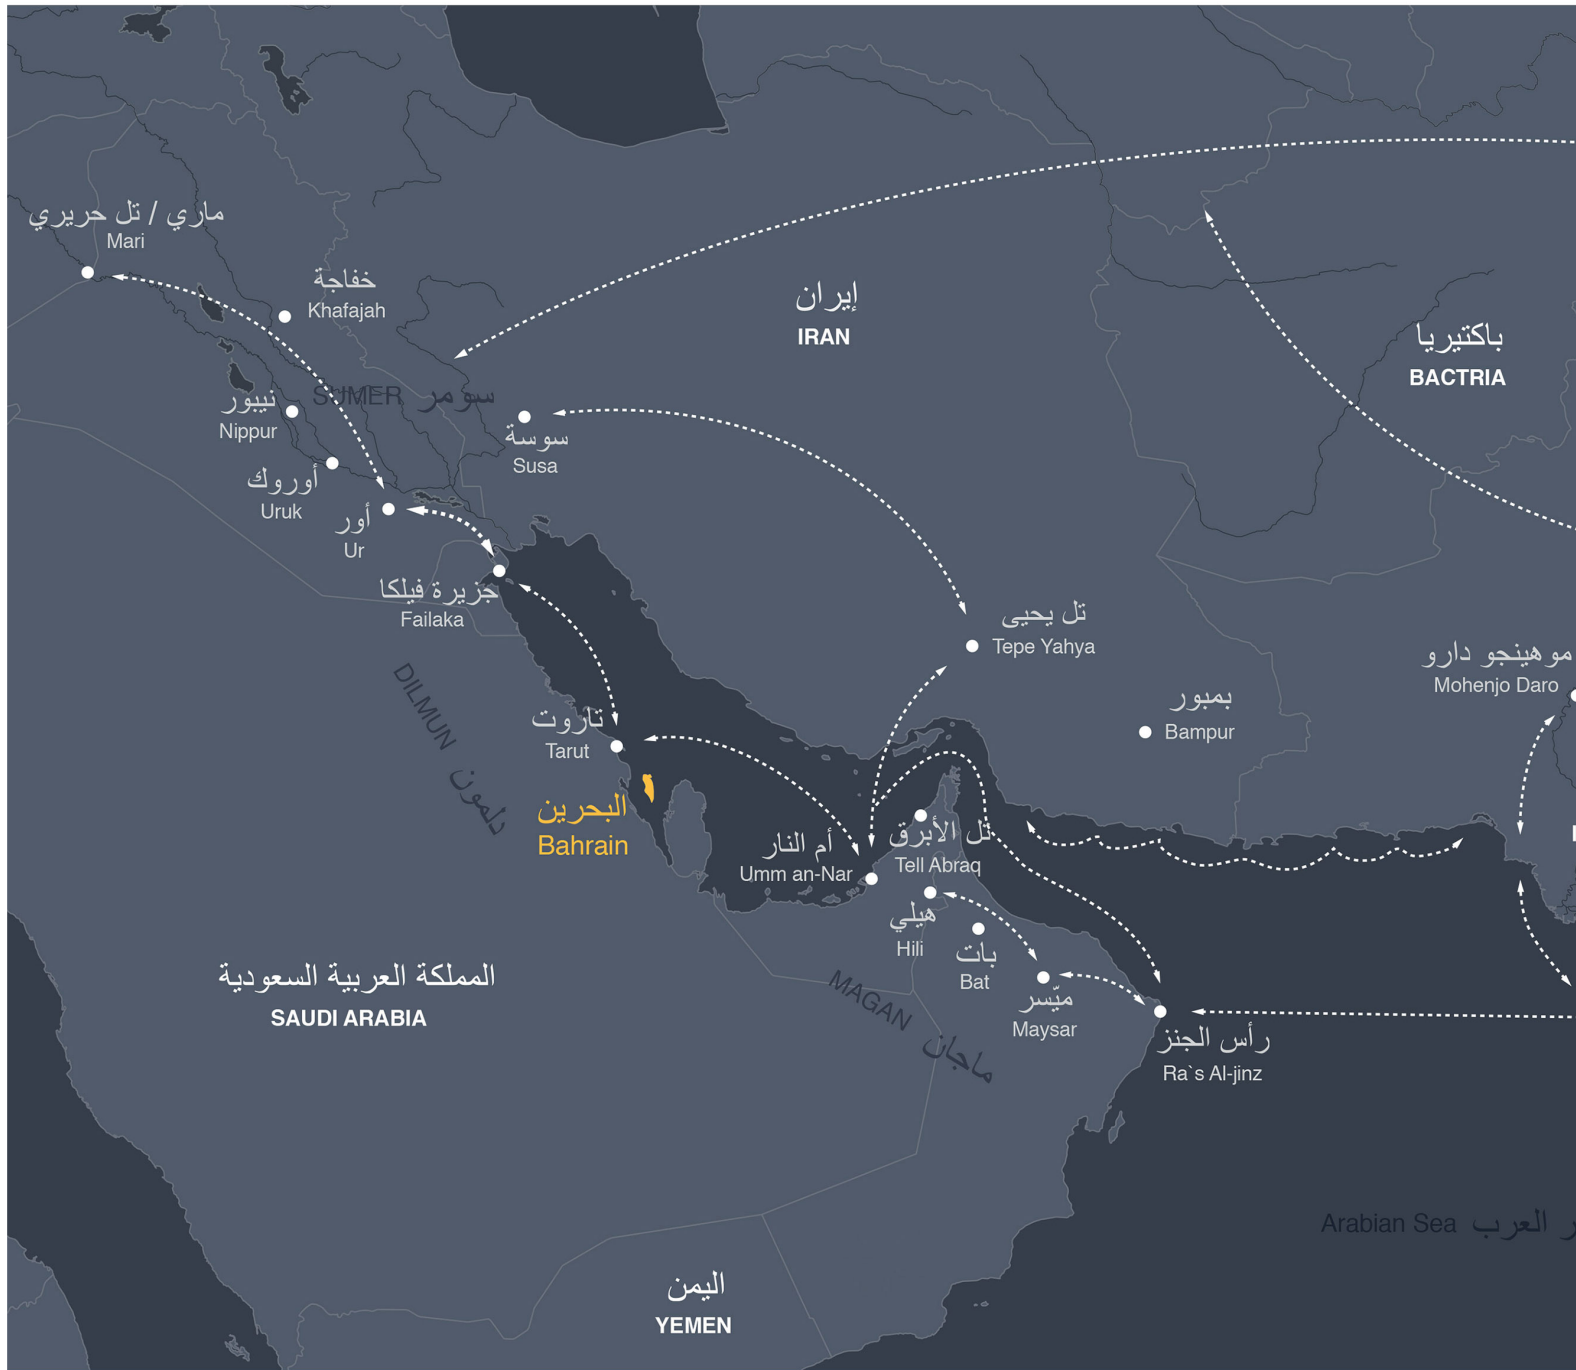 ماري / تل حريري
Mari
خفاجة
Khafajah
إيران
IRAN
باكتيريا
BACTRIA
SUMER سومر
نيبور
Nippur
سوسة
Susa
أوروك
Uruk
أور
Ur
جزيرة فيلكا
Failaka
تل يحيى
Tepe Yahya
موهينجو دارو
Mohenjo Daro
DILMUN دلمون
بمبور
Bampur
تاروت
Tarut
البحرين
Bahrain
أم النار
Umm an-Nar
تل الأبرق
Tell Abraq
هيلي
Hili
بات
Bat
المملكة العربية السعودية
SAUDI ARABIA
MAGAN ماجان
ميّسر
Maysar
رأس الجنز
Ra`s Al-jinz
Arabian Sea ر العرب
اليمن
YEMEN